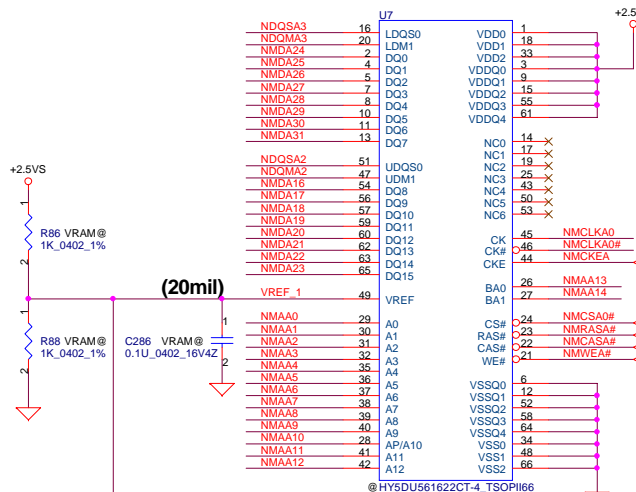 U7
NDQSA3 16 LDQS0 VDD0 1
NDQMA3 20 LDM1 VDD1 18
NMDA24 2 DQ0 VDD2 33
NMDA25 4 DQ1 VDDQ0 3
NMDA26 5 DQ2 VDDQ1 9
NMDA27 7 DQ3 VDDQ2 15
NMDA28 8 DQ4 VDDQ3 55
NMDA29 10 DQ5 VDDQ4 61
NMDA30 11 DQ6
NMDA31 13 DQ7
+2.5
NC0 14
NC1 17
NC2 19
NC3 25
NC4 43
NC5 50
NC6 53
NDQSA2 51 UDQS0
NDQMA2 47 UDM1
NMDA16 54 DQ8
NMDA17 56 DQ9
NMDA18 57 DQ10
NMDA19 59 DQ11
NMDA20 60 DQ12
NMDA21 62 DQ13
NMDA22 63 DQ14
NMDA23 65 DQ15
CK 45 NMCLKA0
CK# 46 NMCLKA0#
CKE 44 NMCKEA
BA0 26 NMAA13
BA1 27 NMAA14
+2.5VS
1
R86 VRAM@
1K_0402_1%
2
(20mil)
VREF_1 49 VREF
1
R88 VRAM@
1K_0402_1%
2
1
C286 VRAM@
0.1U_0402_16V4Z
2
NMAA0 29 A0
NMAA1 30 A1
NMAA2 31 A2
NMAA3 32 A3
NMAA4 35 A4
NMAA5 36 A5
NMAA6 37 A6
NMAA7 38 A7
NMAA8 39 A8
NMAA9 40 A9
NMAA10 28 AP/A10
NMAA11 41 A11
NMAA12 42 A12
CS# 24 NMCSA0#
RAS# 23 NMRASA#
CAS# 22 NMCASA#
WE# 21 NMWEA#
VSSQ0 6
VSSQ1 12
VSSQ2 52
VSSQ3 58
VSSQ4 64
VSS0 34
VSS1 48
VSS2 66
@HY5DU561622CT-4_TSOPII66